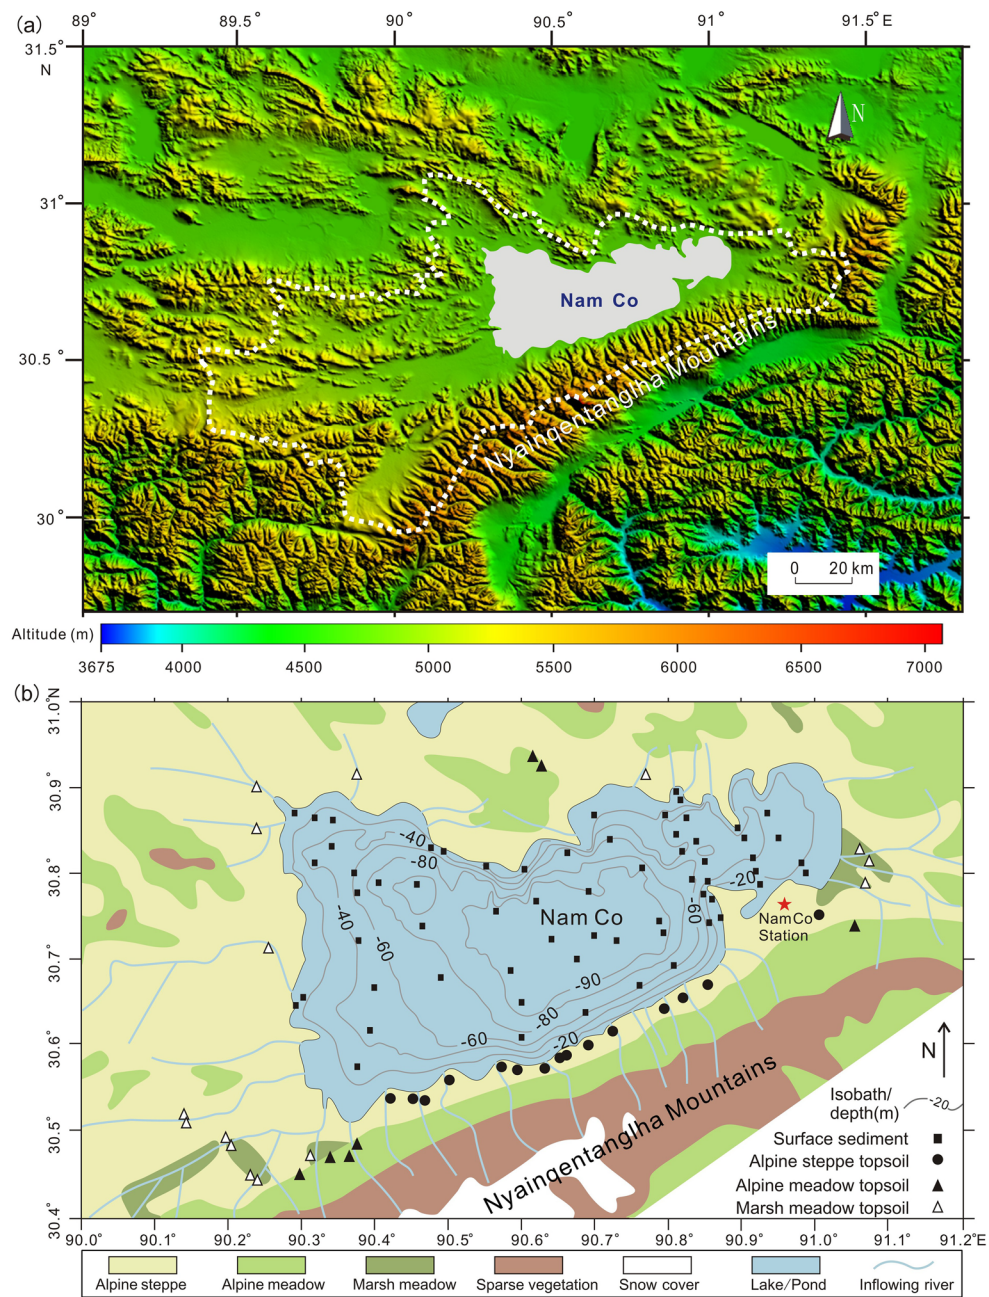 (a)
89° 89.5° 90° 90.5° 91° 91.5° E
31.5°
N
31°
30.5°
30°
N
Nam Co
Nyainqentanglha Mountains
0 20 km
Altitude (m)
3675 4000 4500 5000 5500 6000 6500 7000
(b)
31.0°N
30.9°
30.8°
30.7°
30.6°
30.5°
30.4°
-40
-80
-20
-60
Nam Co
-40
-60
NamCo
Station
-90
-80
-60
-20
Nyainqentanglha Mountains
N
Isobath/
depth(m)
-20
Surface sediment
Alpine steppe topsoil
Alpine meadow topsoil
Marsh meadow topsoil
90.0° 90.1° 90.2° 90.3° 90.4° 90.5° 90.6° 90.7° 90.8° 90.9° 91.0° 91.1° 91.2°E
Alpine steppe
Alpine meadow
Marsh meadow
Sparse vegetation
Snow cover
Lake/Pond
Inflowing river